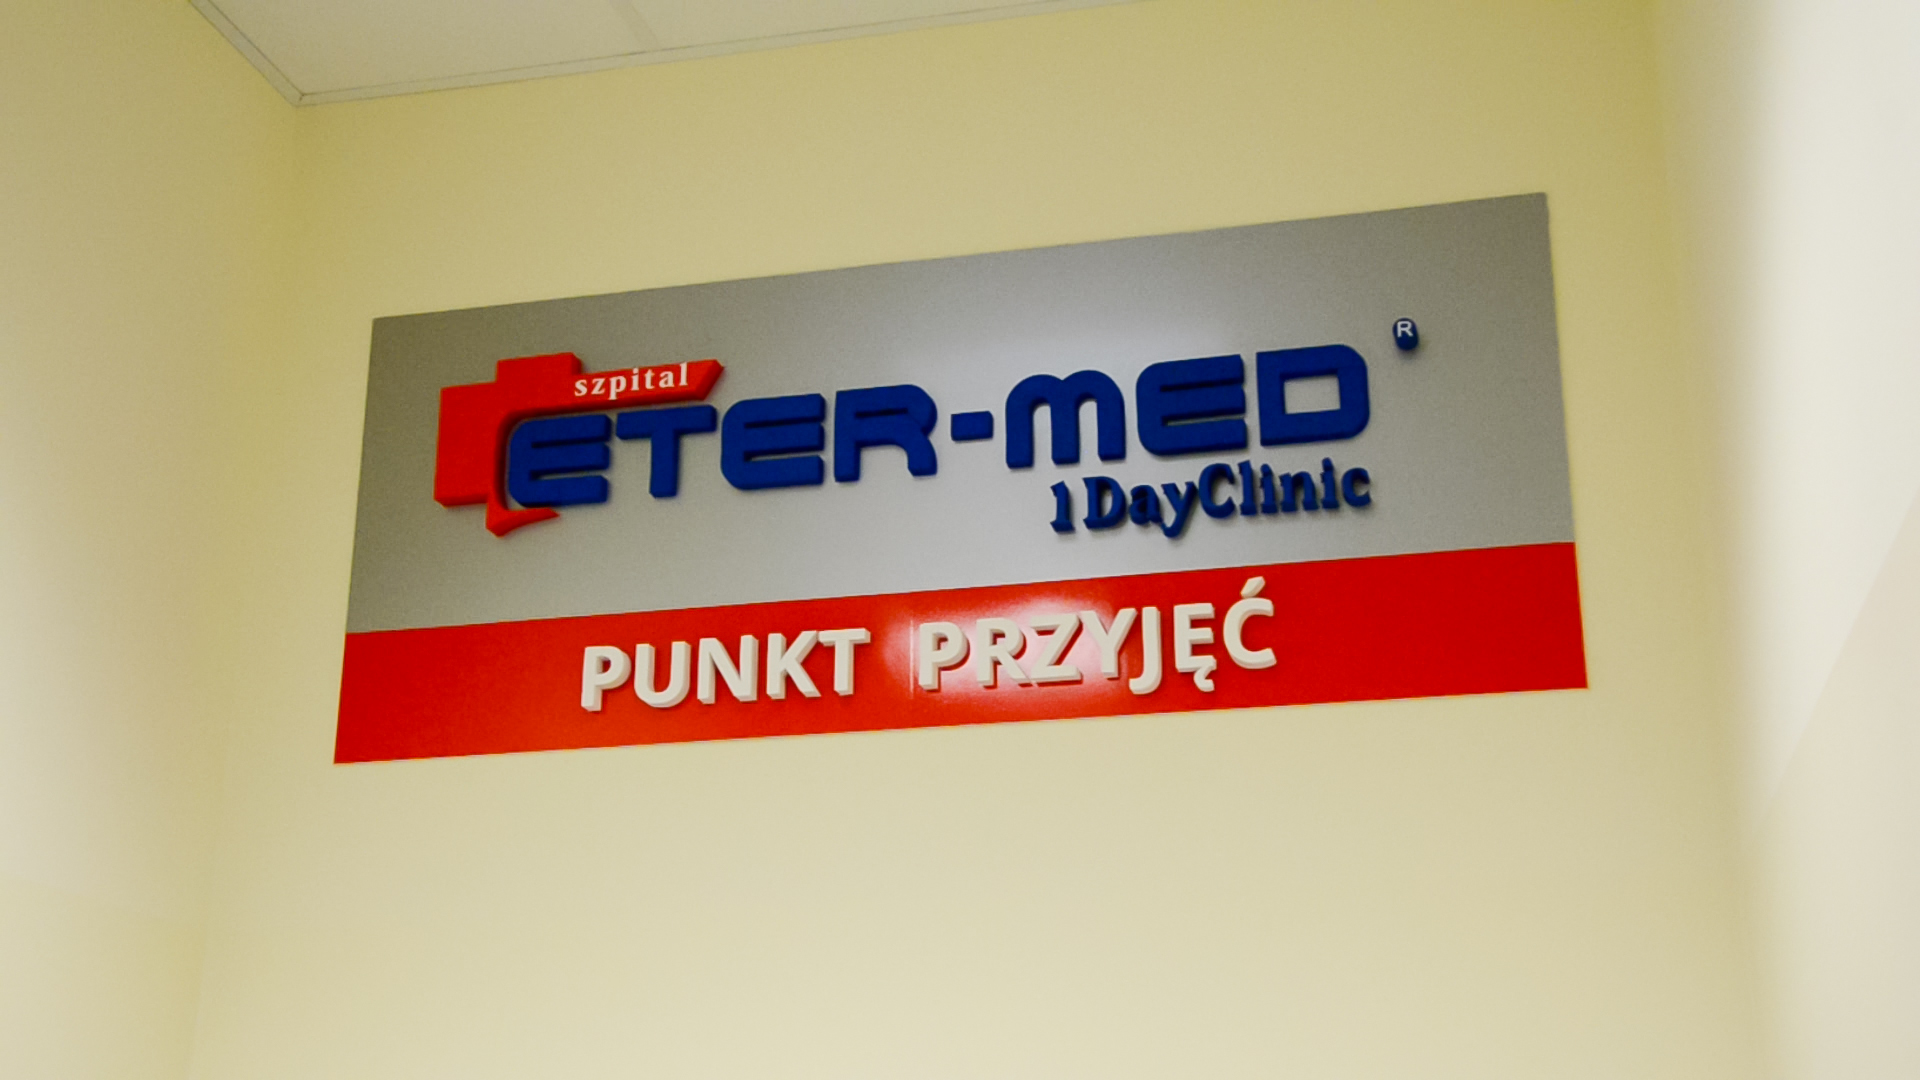 szpital
ETER-MED ®
1DayClinic
PUNKT PRZYJĘĆ